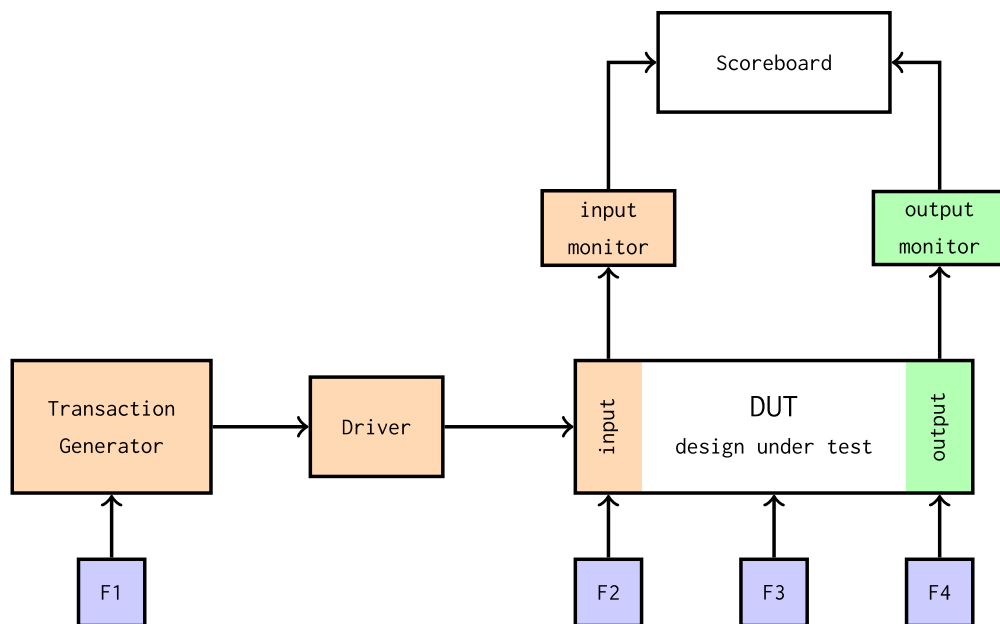 Scoreboard
input
monitor
output
monitor
Transaction
Generator
Driver
input
DUT
design under test
output
F1
F2
F3
F4